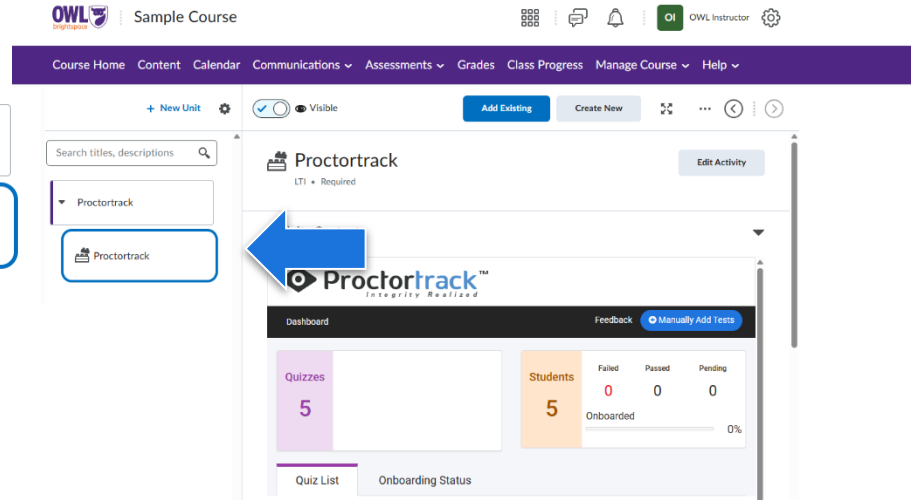 OWL
brightspace
Sample Course
OI
OWL Instructor
Course Home
Content
Calendar
Communications
Assessments
Grades
Class Progress
Manage Course
Help
+ New Unit
Visible
Add Existing
Create New
...
Search titles, descriptions
Proctortrack
Proctortrack
Proctortrack
LTI • Required
Edit Activity
Proctortrack™
Integrity Realized
Dashboard
Feedback
Manually Add Tests
Quizzes
5
Students
5
Failed
Passed
Pending
0
0
0
Onboarded
0%
Quiz List
Onboarding Status